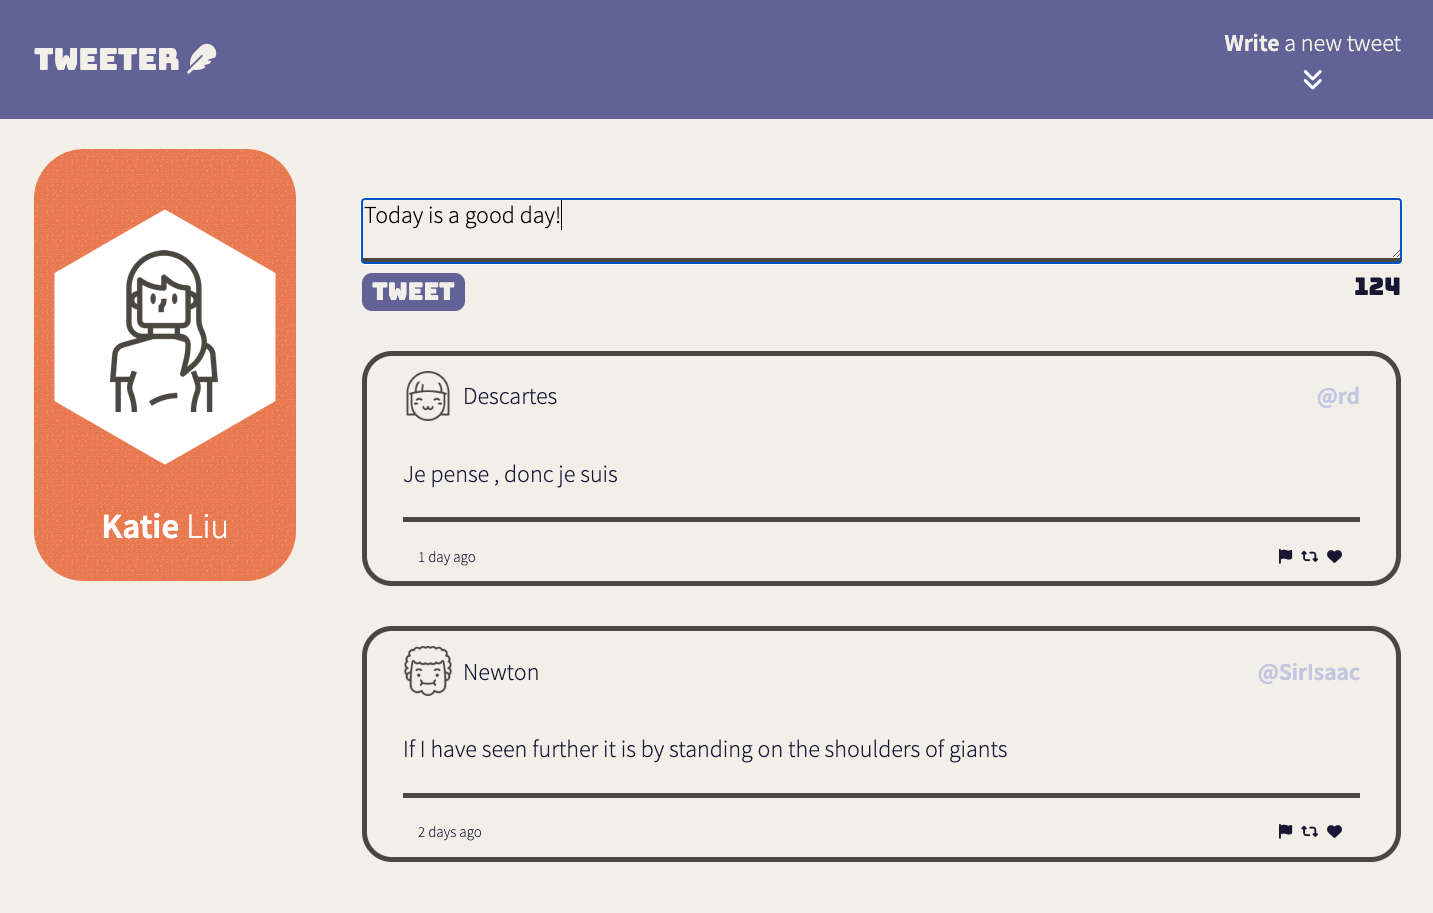 TWEETER
Write a new tweet
Katie Liu
Today is a good day!
TWEET
124
Descartes
@rd
Je pense , donc je suis
1 day ago
Newton
@SirIsaac
If I have seen further it is by standing on the shoulders of giants
2 days ago